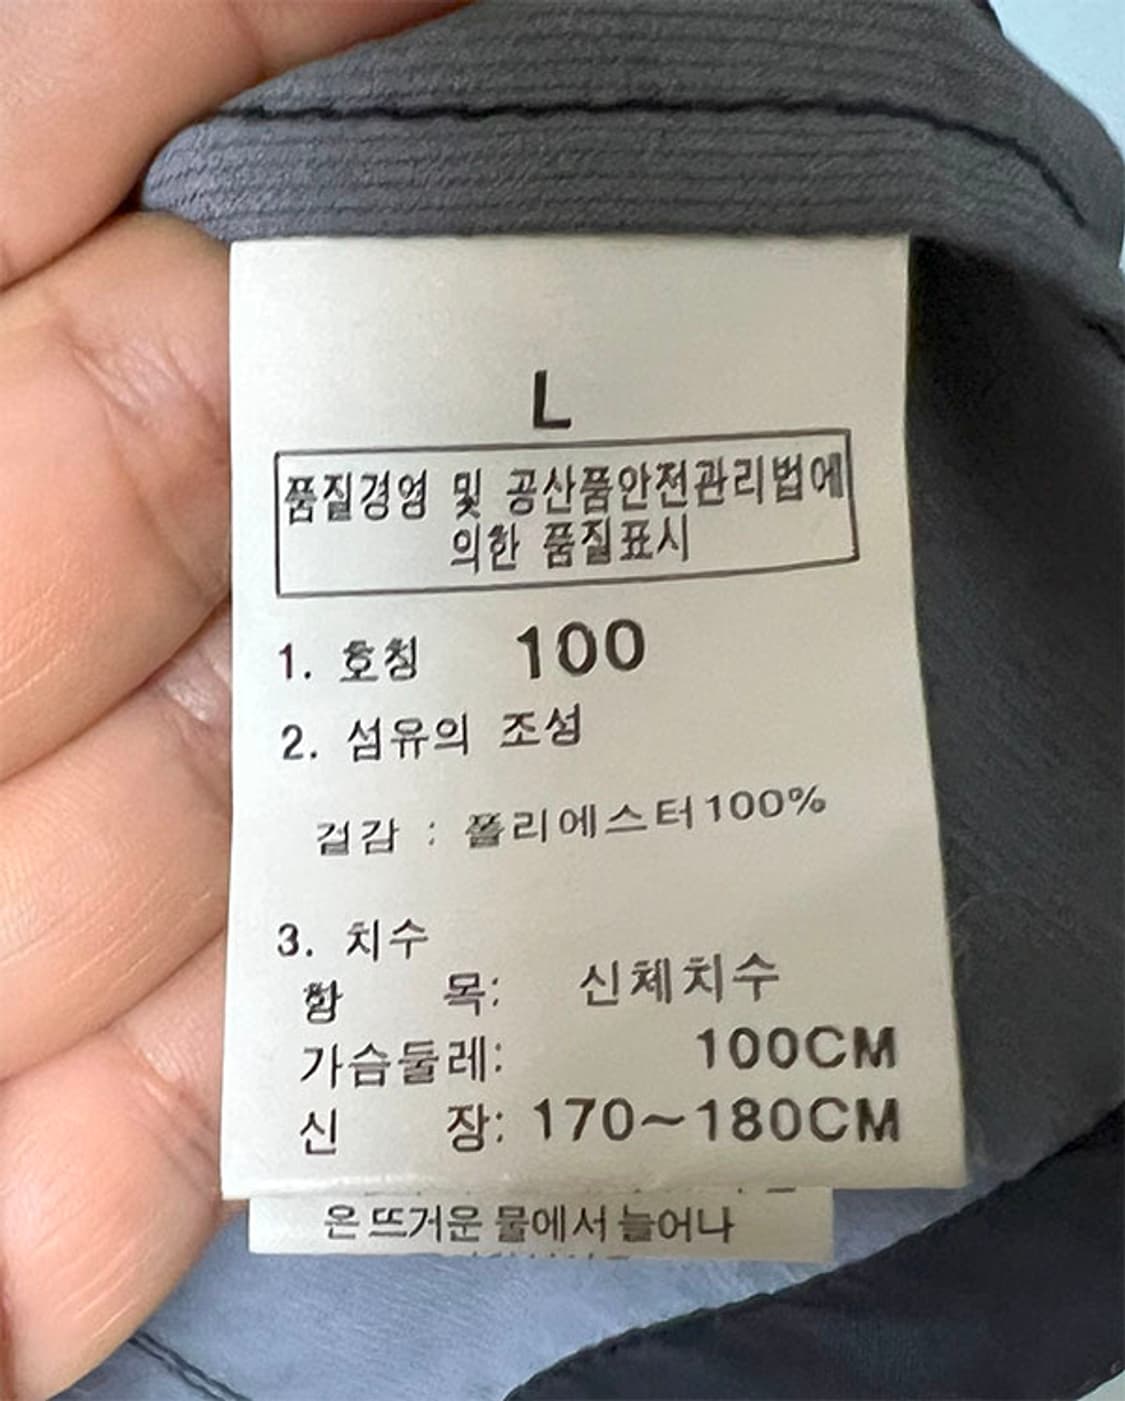 L
품질경영 및 공산품안전관리법에
의한 품질표시
1. 호칭 100
2. 섬유의 조성
겉감 : 폴리에스터100%
3. 치수
항 목: 신체치수
가슴둘레: 100CM
신 장: 170~180CM
온 뜨거운 물에서 늘어나